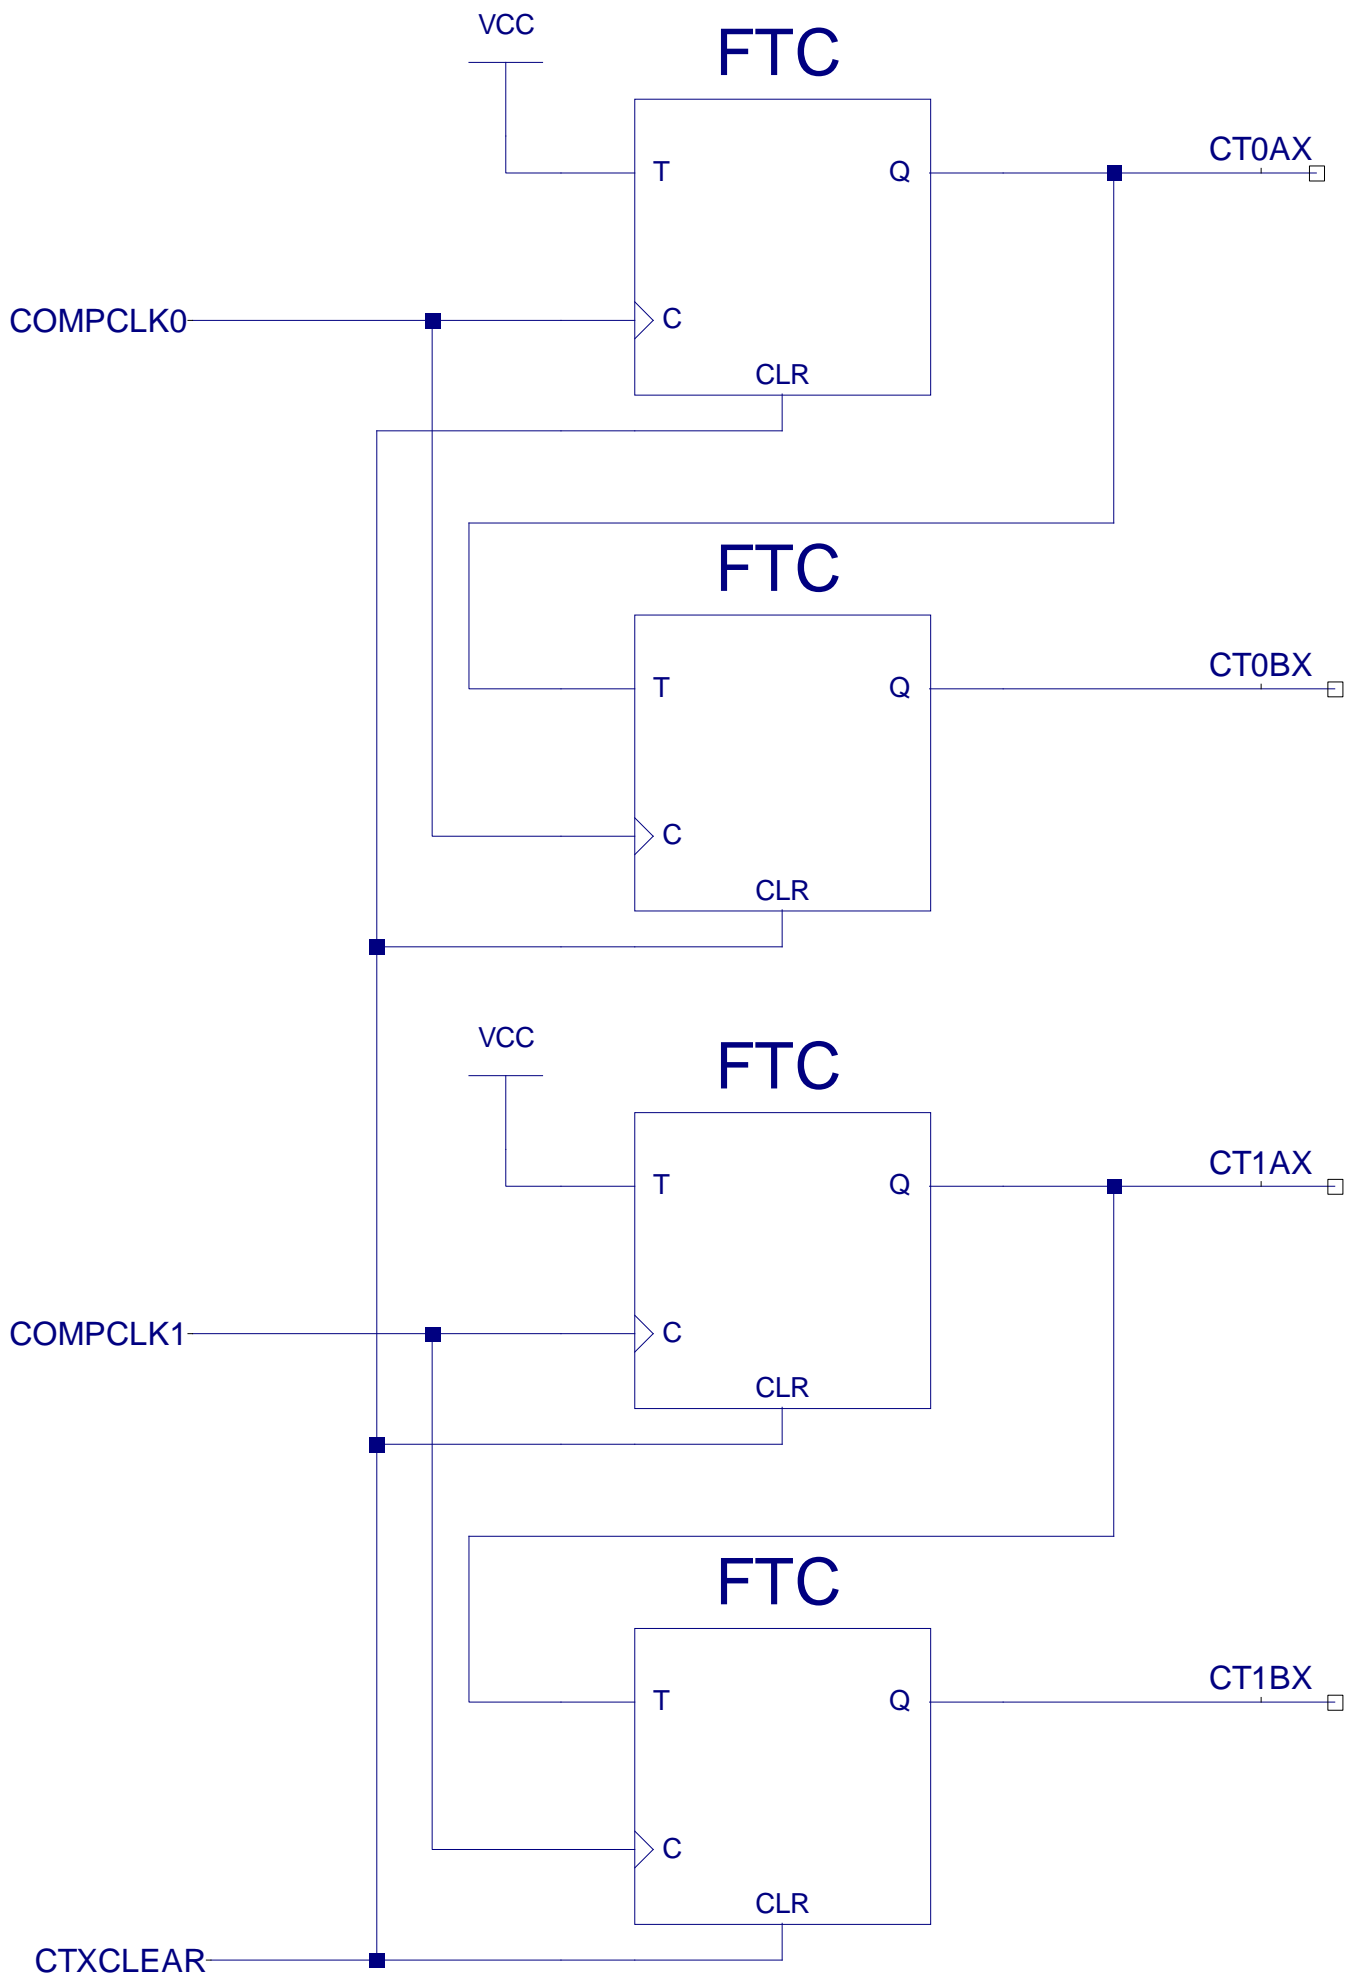 VCC
FTC
CT0AX
T
Q
COMPCLK0
C
CLR
FTC
CT0BX
T
Q
C
CLR
VCC
FTC
CT1AX
T
Q
COMPCLK1
C
CLR
FTC
CT1BX
T
Q
C
CLR
CTXCLEAR